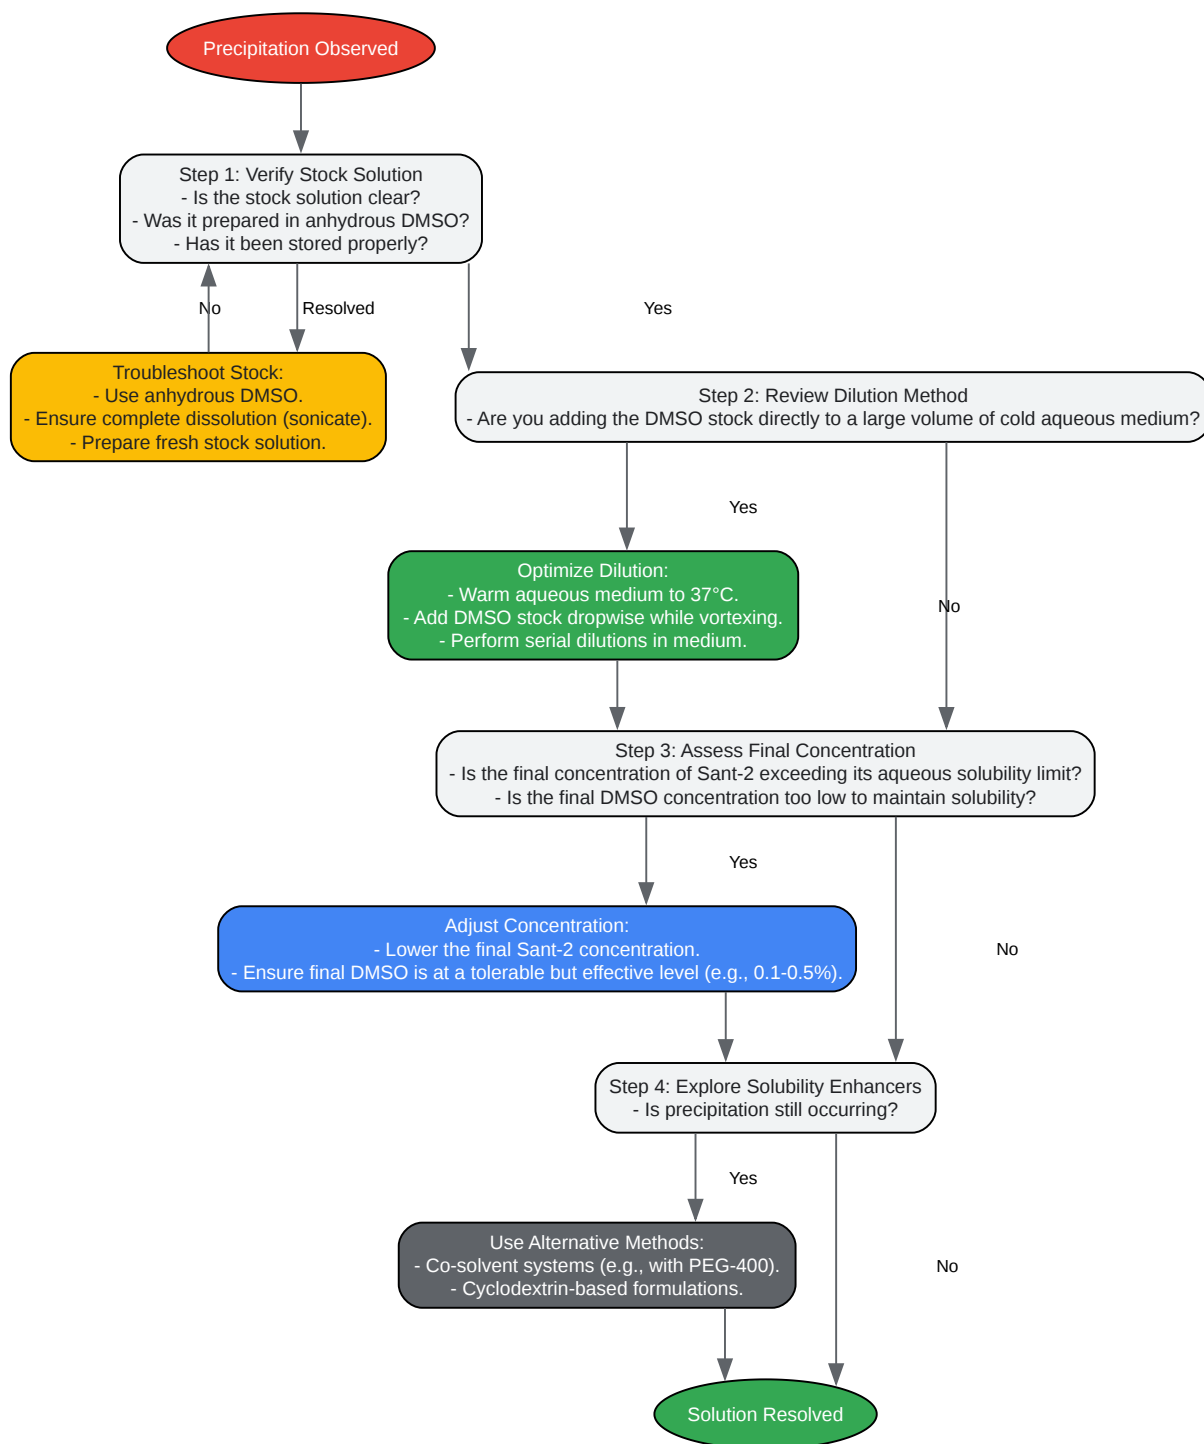 Precipitation Observed
Step 1: Verify Stock Solution
- Is the stock solution clear?
- Was it prepared in anhydrous DMSO?
- Has it been stored properly?
No
Resolved
Yes
Troubleshoot Stock:
- Use anhydrous DMSO.
- Ensure complete dissolution (sonicate).
- Prepare fresh stock solution.
Step 2: Review Dilution Method
- Are you adding the DMSO stock directly to a large volume of cold aqueous medium?
Yes
Optimize Dilution:
- Warm aqueous medium to 37°C.
- Add DMSO stock dropwise while vortexing.
- Perform serial dilutions in medium.
No
Step 3: Assess Final Concentration
- Is the final concentration of Sant-2 exceeding its aqueous solubility limit?
- Is the final DMSO concentration too low to maintain solubility?
Yes
Adjust Concentration:
- Lower the final Sant-2 concentration.
- Ensure final DMSO is at a tolerable but effective level (e.g., 0.1-0.5%).
No
Step 4: Explore Solubility Enhancers
- Is precipitation still occurring?
Yes
Use Alternative Methods:
- Co-solvent systems (e.g., with PEG-400).
- Cyclodextrin-based formulations.
No
Solution Resolved